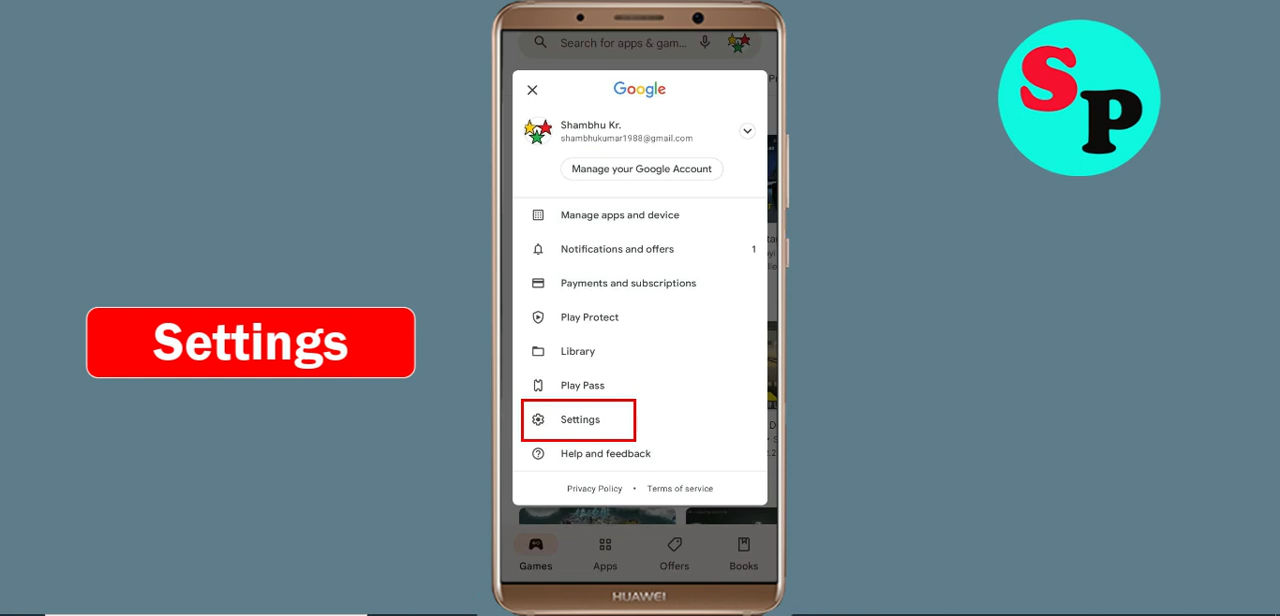 Search for apps & gam...
Google
Shambhu Kr.
shambhukumar1988@gmail.com
Manage your Google Account
Manage apps and device
Notifications and offers 1
Payments and subscriptions
Play Protect
Library
Play Pass
Settings
Help and feedback
Privacy Policy • Terms of service
Games Apps Offers Books
HUAWEI
Settings
SP